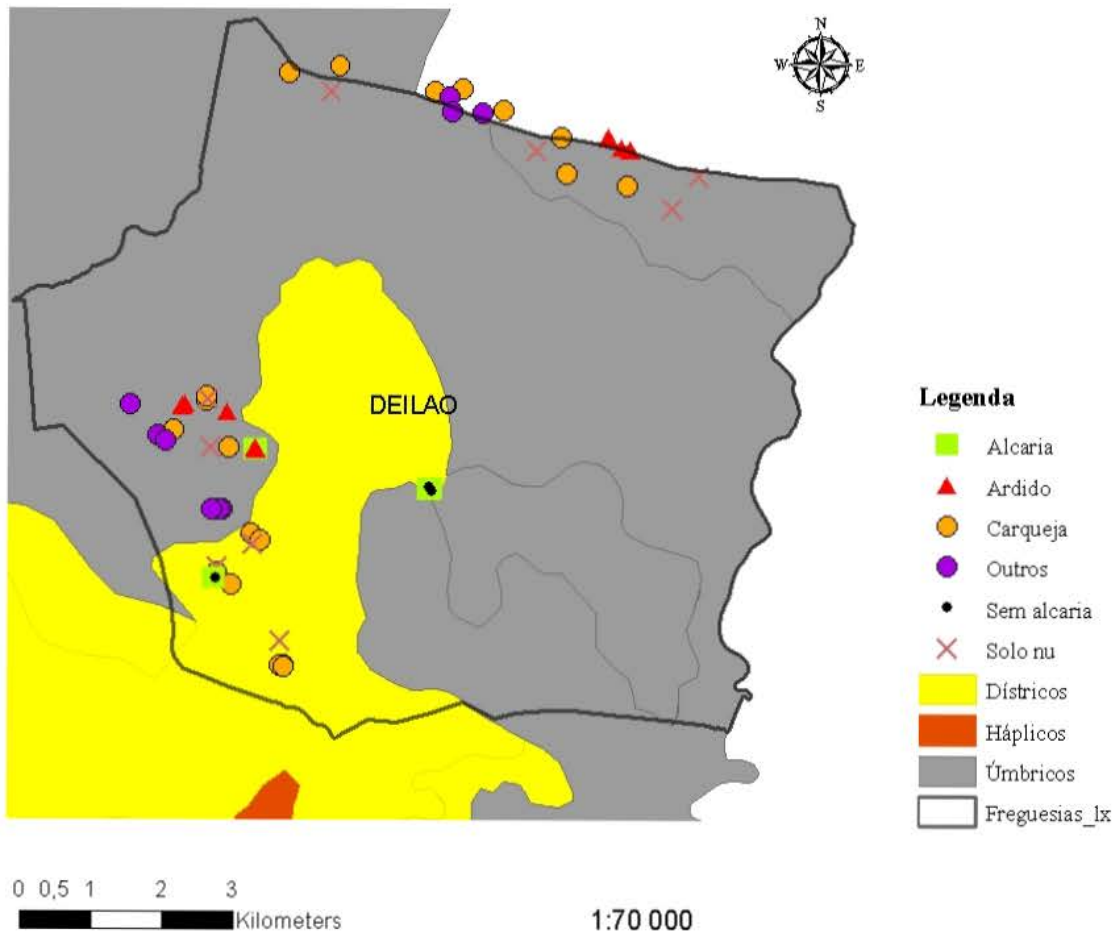 N
W E
S
DEILAO
Legenda
Alcaria
Ardido
Carqueja
Outros
Sem alcaria
Solo nu
Dístricos
Háplicos
Úmbricos
Freguesias_lx
0 0,5 1 2 3
Kilometers
1:70 000